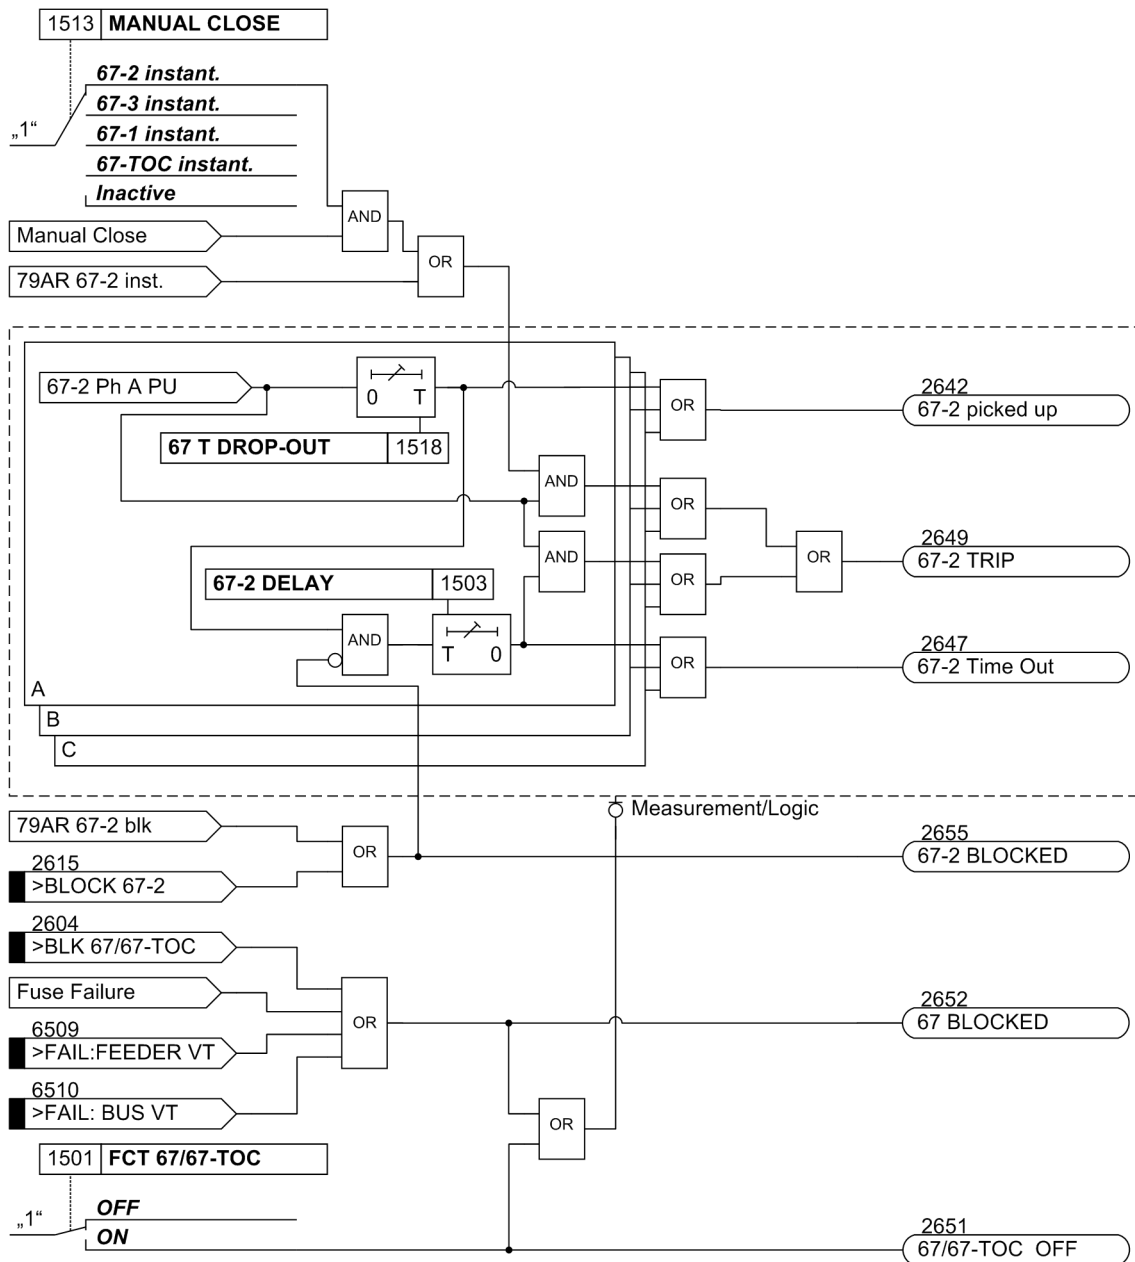 1513 MANUAL CLOSE
67-2 instant.
67-3 instant.
„1“
67-1 instant.
67-TOC instant.
Inactive
AND
Manual Close
OR
79AR 67-2 inst.
67-2 Ph A PU
0 T
OR
2642
67-2 picked up
67 T DROP-OUT 1518
AND
OR
AND
OR
OR
2649
67-2 TRIP
67-2 DELAY 1503
AND
T 0
OR
2647
67-2 Time Out
A
B
C
Measurement/Logic
79AR 67-2 blk
OR
2655
67-2 BLOCKED
2615
>BLOCK 67-2
2604
>BLK 67/67-TOC
Fuse Failure
OR
2652
67 BLOCKED
6509
>FAIL:FEEDER VT
6510
>FAIL: BUS VT
OR
1501 FCT 67/67-TOC
OFF
„1“
ON
2651
67/67-TOC OFF